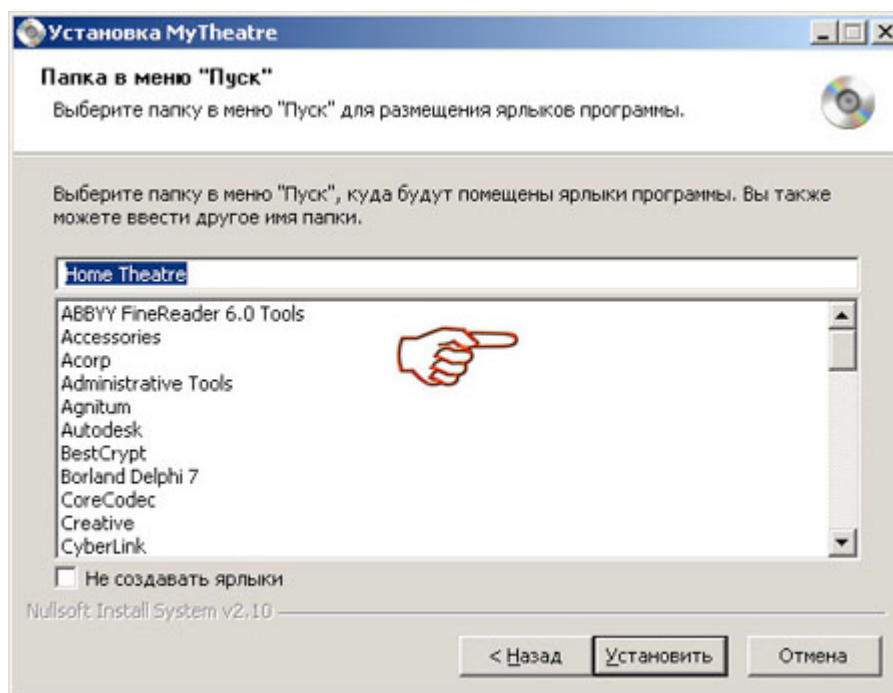 Установка MyTheatre
Папка в меню "Пуск"
Выберите папку в меню "Пуск" для размещения ярлыков программы.
Выберите папку в меню "Пуск", куда будут помещены ярлыки программы. Вы также
можете ввести другое имя папки.
Home Theatre
ABBYY FineReader 6.0 Tools
Accessories
Acorp
Administrative Tools
Agnitum
Autodesk
BestCrypt
Borland Delphi 7
CoreCodec
Creative
CyberLink
Не создавать ярлыки
Nullsoft Install System v2.10
< Назад Установить Отмена